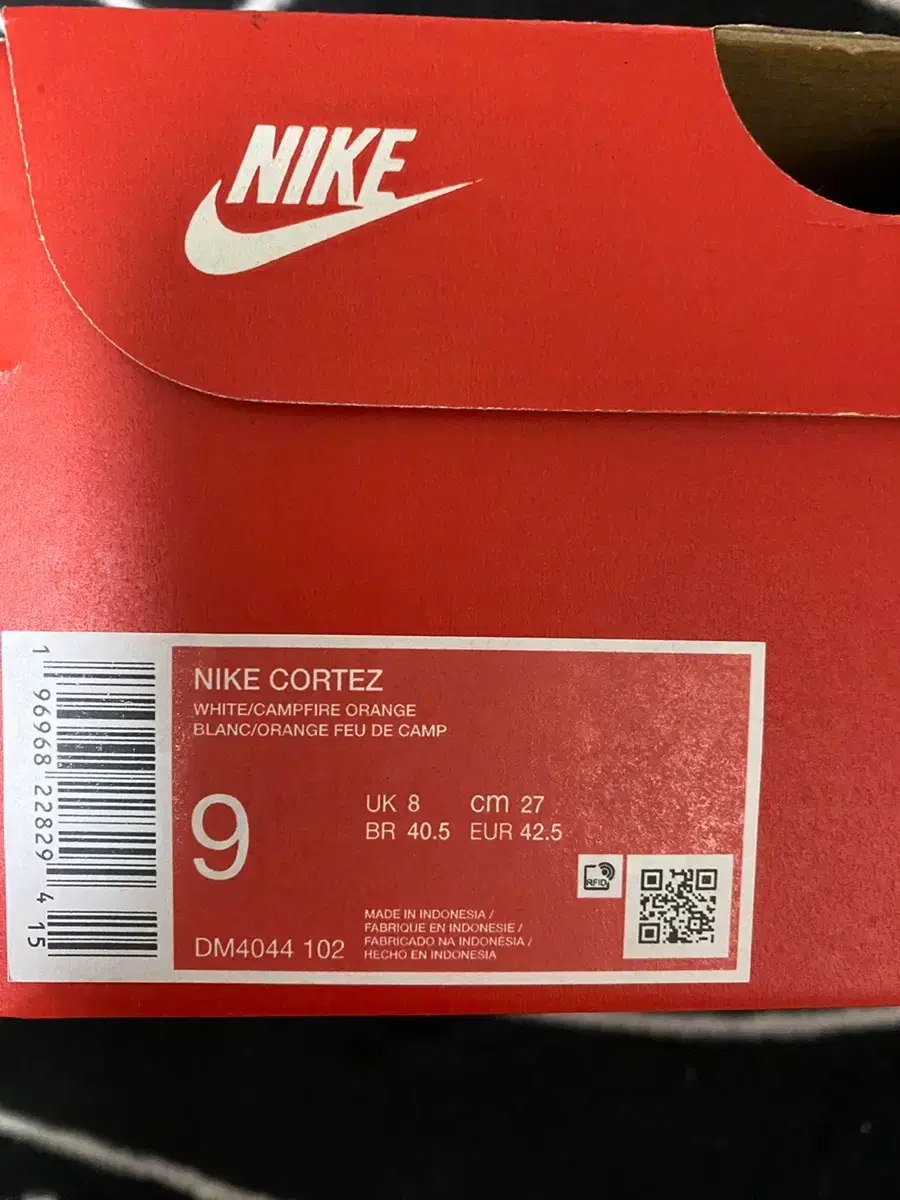 NIKE
NIKE CORTEZ
WHITE/CAMPFIRE ORANGE
BLANC/ORANGE FEU DE CAMP
9
UK 8 cm 27
BR 40.5 EUR 42.5
RFID
MADE IN INDONESIA /
FABRIQUE EN INDONESIE /
FABRICADO NA INDONÉSIA /
HECHO EN INDONESIA
DM4044 102
1 96968 22829 4 15